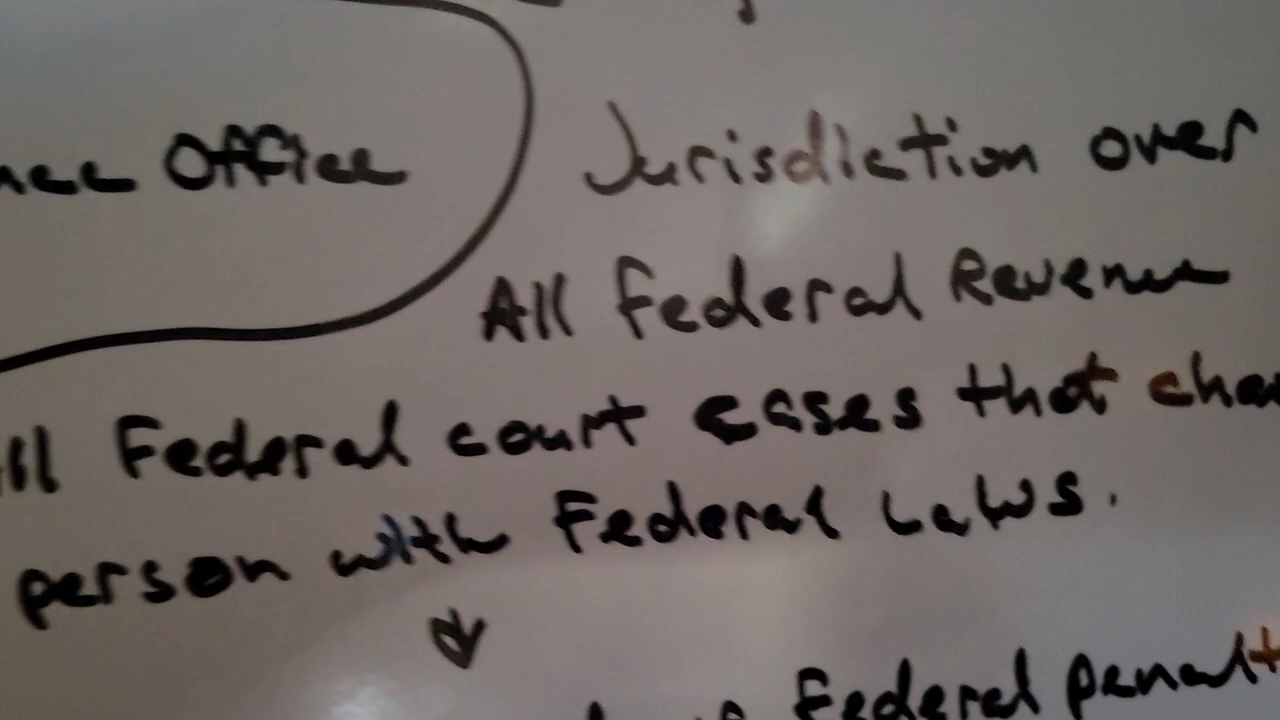 Office
Jurisdiction over
All Federal Revenue
Federal court cases that
person with Federal Laws.
Federal